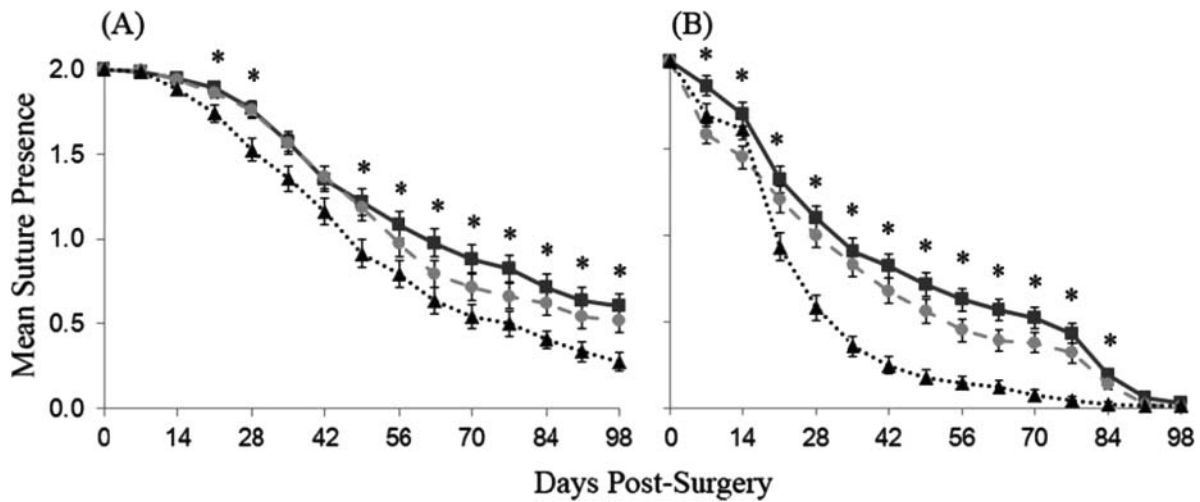 (A) (B)
* * * * * * * * * *
* * * * * * * * * * * *
Mean Suture Presence
2.0
1.5
1.0
0.5
0.0
0 14 28 42 56 70 84 98
0 14 28 42 56 70 84 98
Days Post-Surgery